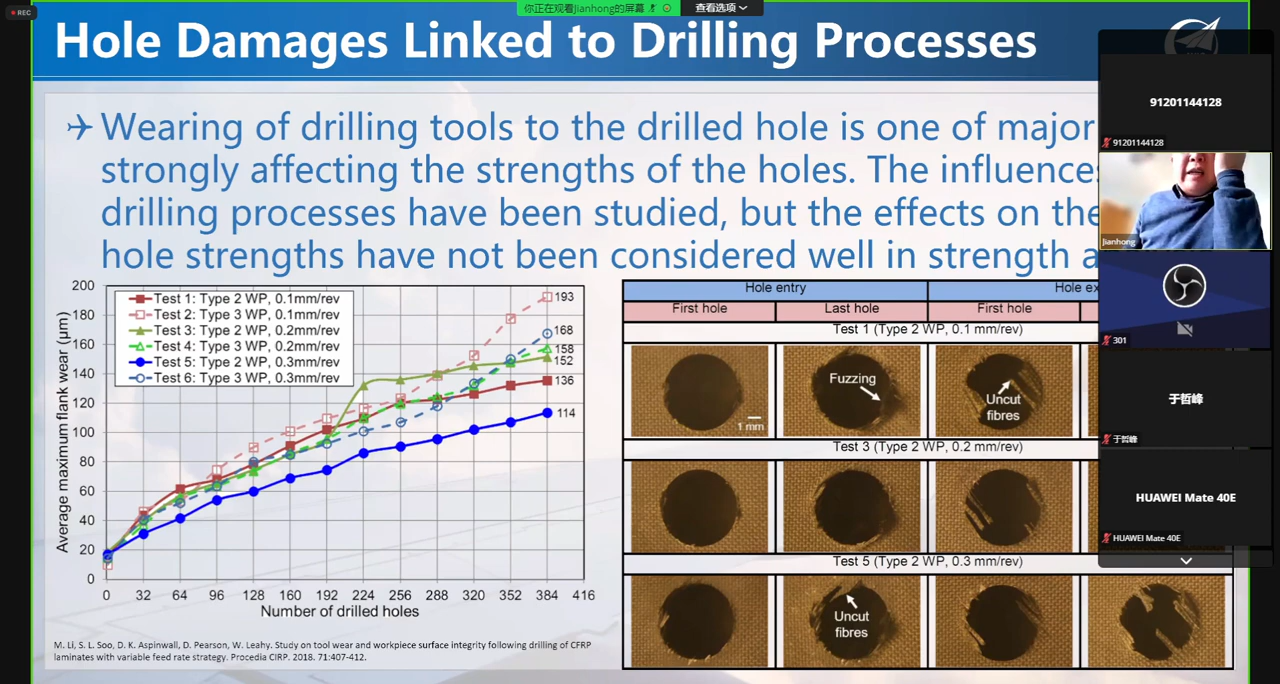 REC
你正在观看Jianhong的屏幕
查看选项
Hole Damages Linked to Drilling Processes
Wearing of drilling tools to the drilled hole is one of major
strongly affecting the strengths of the holes. The influences
drilling processes have been studied, but the effects on the
hole strengths have not been considered well in strength a
Average maximum flank wear (μm)
200
180
160
140
120
100
80
60
40
20
0
Test 1: Type 2 WP, 0.1mm/rev
Test 2: Type 3 WP, 0.1mm/rev
Test 3: Type 2 WP, 0.2mm/rev
Test 4: Type 3 WP, 0.2mm/rev
Test 5: Type 2 WP, 0.3mm/rev
Test 6: Type 3 WP, 0.3mm/rev
193
168
158
152
136
114
0 32 64 96 128 160 192 224 256 288 320 352 384 416
Number of drilled holes
M. Li, S. L. Soo, D. K. Aspinwall, D. Pearson, W. Leahy. Study on tool wear and workpiece surface integrity following drilling of CFRP
laminates with variable feed rate strategy. Procedia CIRP. 2018. 71:407-412.
Hole entry Hole ex
First hole Last hole First hole
Test 1 (Type 2 WP, 0.1 mm/rev)
Fuzzing
1 mm
Uncut
fibres
Test 3 (Type 2 WP, 0.2 mm/rev)
Test 5 (Type 2 WP, 0.3 mm/rev)
Uncut
fibres
91201144128
91201144128
Jianhong
301
于哲峰
于哲峰
HUAWEI Mate 40E
HUAWEI Mate 40E